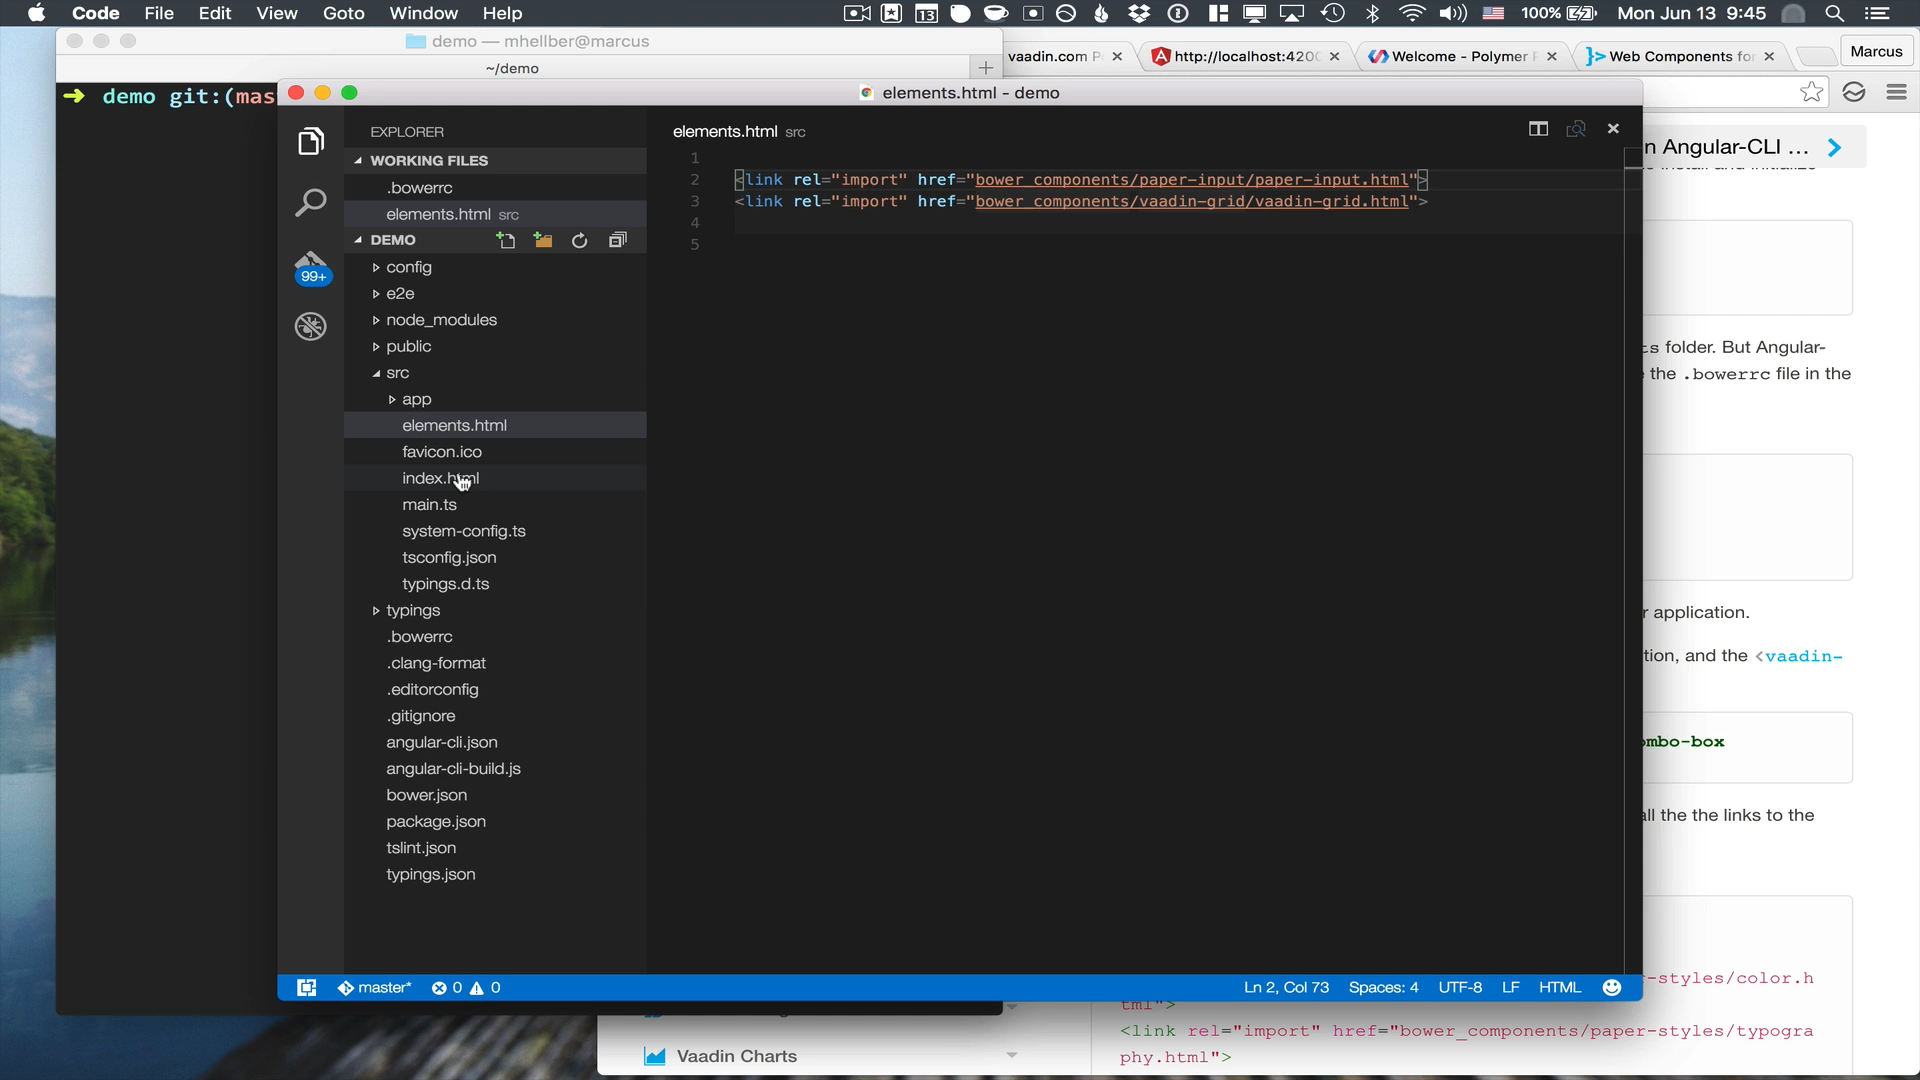 Code File Edit View Goto Window Help
13 100% Mon Jun 13 9:45
demo — mhellber@marcus
~/demo
vaadin.com P
http://localhost:420
Welcome - Polymer P
Web Components for
Marcus
➜ demo git:(mas
elements.html - demo
EXPLORER
WORKING FILES
.bowerrc
elements.html src
DEMO
99+
config
e2e
node_modules
public
src
app
elements.html
favicon.ico
index.html
main.ts
system-config.ts
tsconfig.json
typings.d.ts
typings
.bowerrc
.clang-format
.editorconfig
.gitignore
angular-cli.json
angular-cli-build.js
bower.json
package.json
tslint.json
typings.json
elements.html src
1
2 <link rel="import" href="bower_components/paper-input/paper-input.html">
3 <link rel="import" href="bower_components/vaadin-grid/vaadin-grid.html">
4
5
master* 0 0
Ln 2, Col 73 Spaces: 4 UTF-8 LF HTML
n Angular-CLI ...
ts folder. But Angular-
the .bowerrc file in the
r application.
tion, and the <vaadin-
ombo-box
all the the links to the
r-styles/color.h
tml">
<link rel="import" href="bower_components/paper-styles/typogra
phy.html">
Vaadin Charts